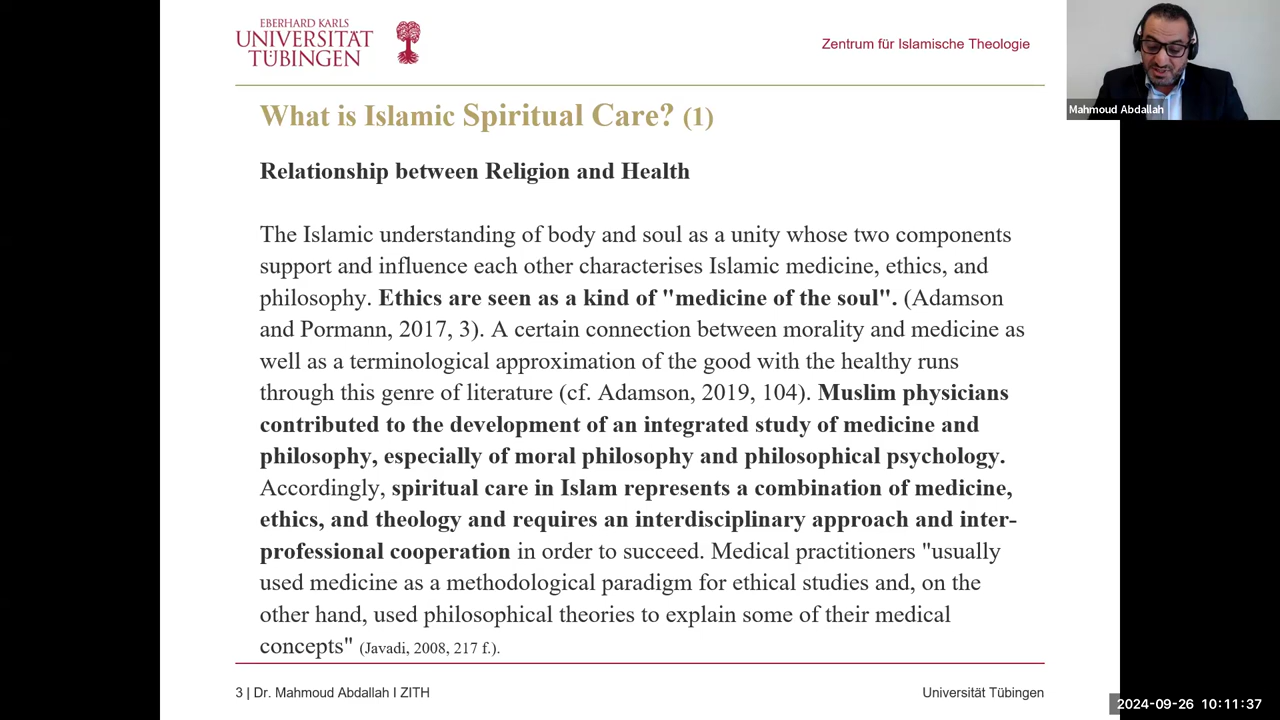 EBERHARD KARLS
UNIVERSITÄT
TÜBINGEN
Zentrum für Islamische Theologie
Mahmoud Abdallah
What is Islamic Spiritual Care? (1)
Relationship between Religion and Health
The Islamic understanding of body and soul as a unity whose two components
support and influence each other characterises Islamic medicine, ethics, and
philosophy. Ethics are seen as a kind of "medicine of the soul". (Adamson
and Pormann, 2017, 3). A certain connection between morality and medicine as
well as a terminological approximation of the good with the healthy runs
through this genre of literature (cf. Adamson, 2019, 104). Muslim physicians
contributed to the development of an integrated study of medicine and
philosophy, especially of moral philosophy and philosophical psychology.
Accordingly, spiritual care in Islam represents a combination of medicine,
ethics, and theology and requires an interdisciplinary approach and inter-
professional cooperation in order to succeed. Medical practitioners "usually
used medicine as a methodological paradigm for ethical studies and, on the
other hand, used philosophical theories to explain some of their medical
concepts" (Javadi, 2008, 217 f.).
3 | Dr. Mahmoud Abdallah I ZITH
Universität Tübingen
2024-09-26 10:11:37